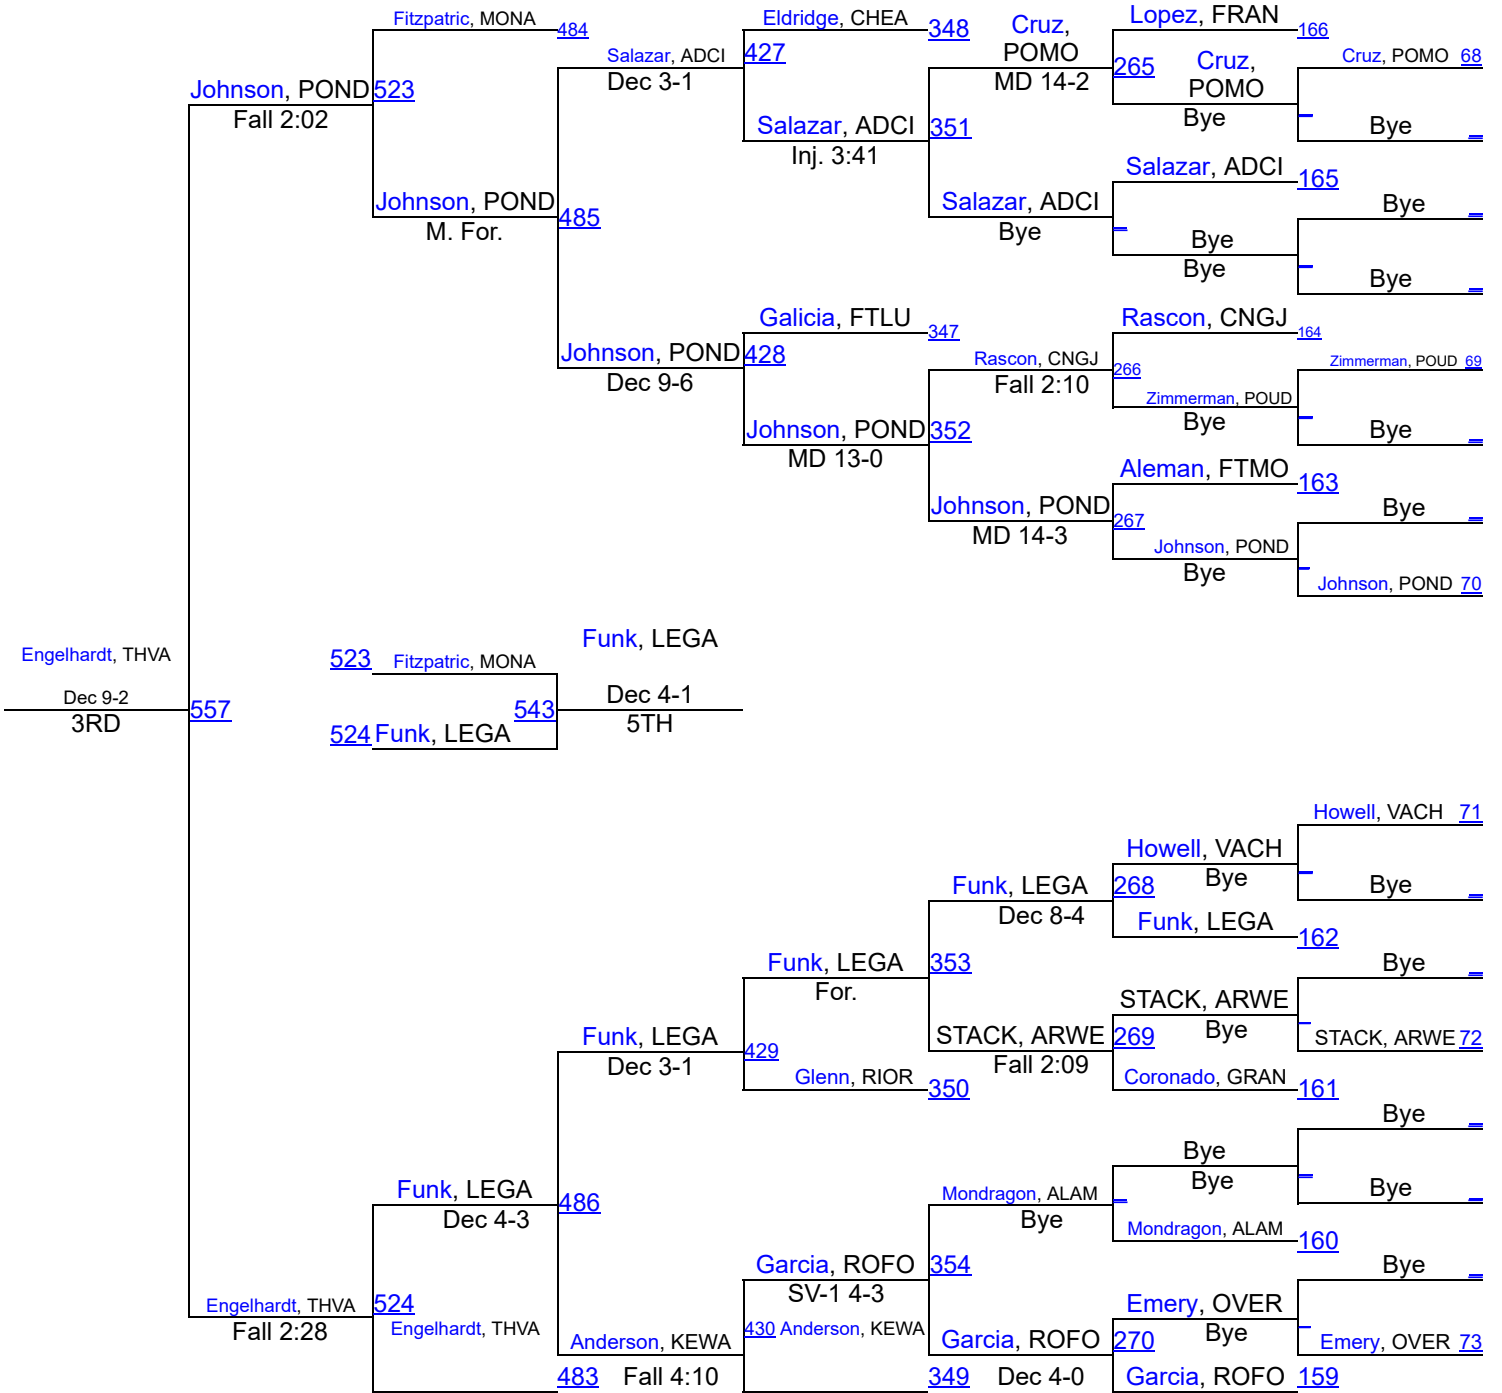 Fitzpatric, MONA
484
Eldridge, CHEA
348
Cruz,
POMO
MD 14-2
Lopez, FRAN
166
Salazar, ADCI
Dec 3-1
427
265
Cruz,
POMO
Bye
Cruz, POMO 68
Johnson, POND
Fall 2:02
523
Salazar, ADCI
Inj. 3:41
351
Bye
Salazar, ADCI
165
Johnson, POND
M. For.
485
Salazar, ADCI
Bye
Bye
Bye
Bye
Bye
Galicia, FTLU
347
Rascon, CNGJ
164
Johnson, POND
Dec 9-6
428
Rascon, CNGJ
Fall 2:10
266
Zimmerman, POUD 69
Zimmerman, POUD
Bye
Johnson, POND
MD 13-0
352
Bye
Aleman, FTMO
163
Johnson, POND
MD 14-3
267
Bye
Johnson, POND
Bye
Johnson, POND 70
Engelhardt, THVA
Dec 9-2
3RD
557
523 Fitzpatric, MONA
524 Funk, LEGA
543
Funk, LEGA
Dec 4-1
5TH
Howell, VACH 71
Howell, VACH
Bye
Funk, LEGA
Dec 8-4
268
Bye
Funk, LEGA
162
Funk, LEGA
For.
353
Bye
STACK, ARWE
Bye
Funk, LEGA
Dec 3-1
429
STACK, ARWE
Fall 2:09
269
STACK, ARWE 72
Glenn, RIOR
350
Coronado, GRAN
161
Bye
Bye
Bye
Funk, LEGA
Dec 4-3
486
Mondragon, ALAM
Bye
Bye
Mondragon, ALAM
160
Garcia, ROFO
SV-1 4-3
354
Bye
Engelhardt, THVA
Fall 2:28
524
Engelhardt, THVA
483
Anderson, KEWA
Fall 4:10
430 Anderson, KEWA
349
Garcia, ROFO
Dec 4-0
270
Emery, OVER
Bye
Emery, OVER 73
Garcia, ROFO
159